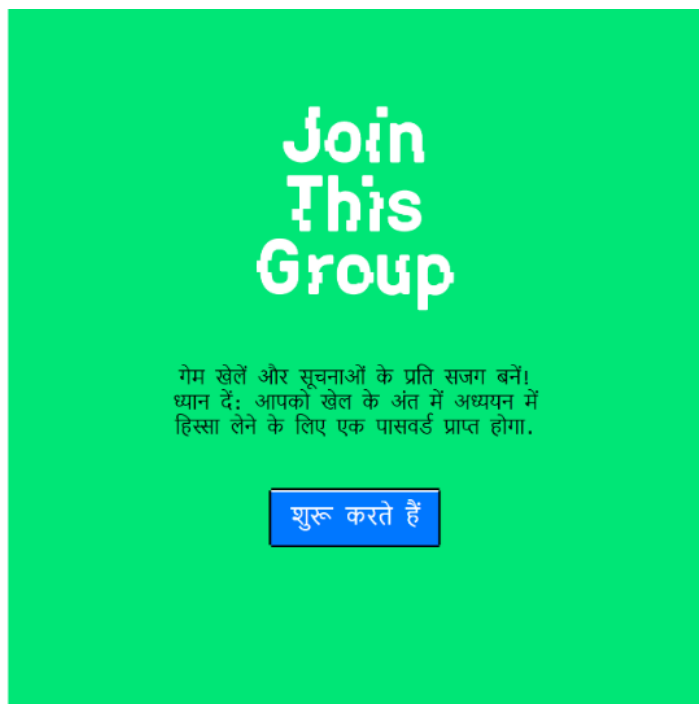 Join
This
Group
गेम खेलें और सूचनाओं के प्रति सजग बनें!
ध्यान दें: आपको खेल के अंत में अध्ययन में
हिस्सा लेने के लिए एक पासवर्ड प्राप्त होगा.
शुरू करते हैं